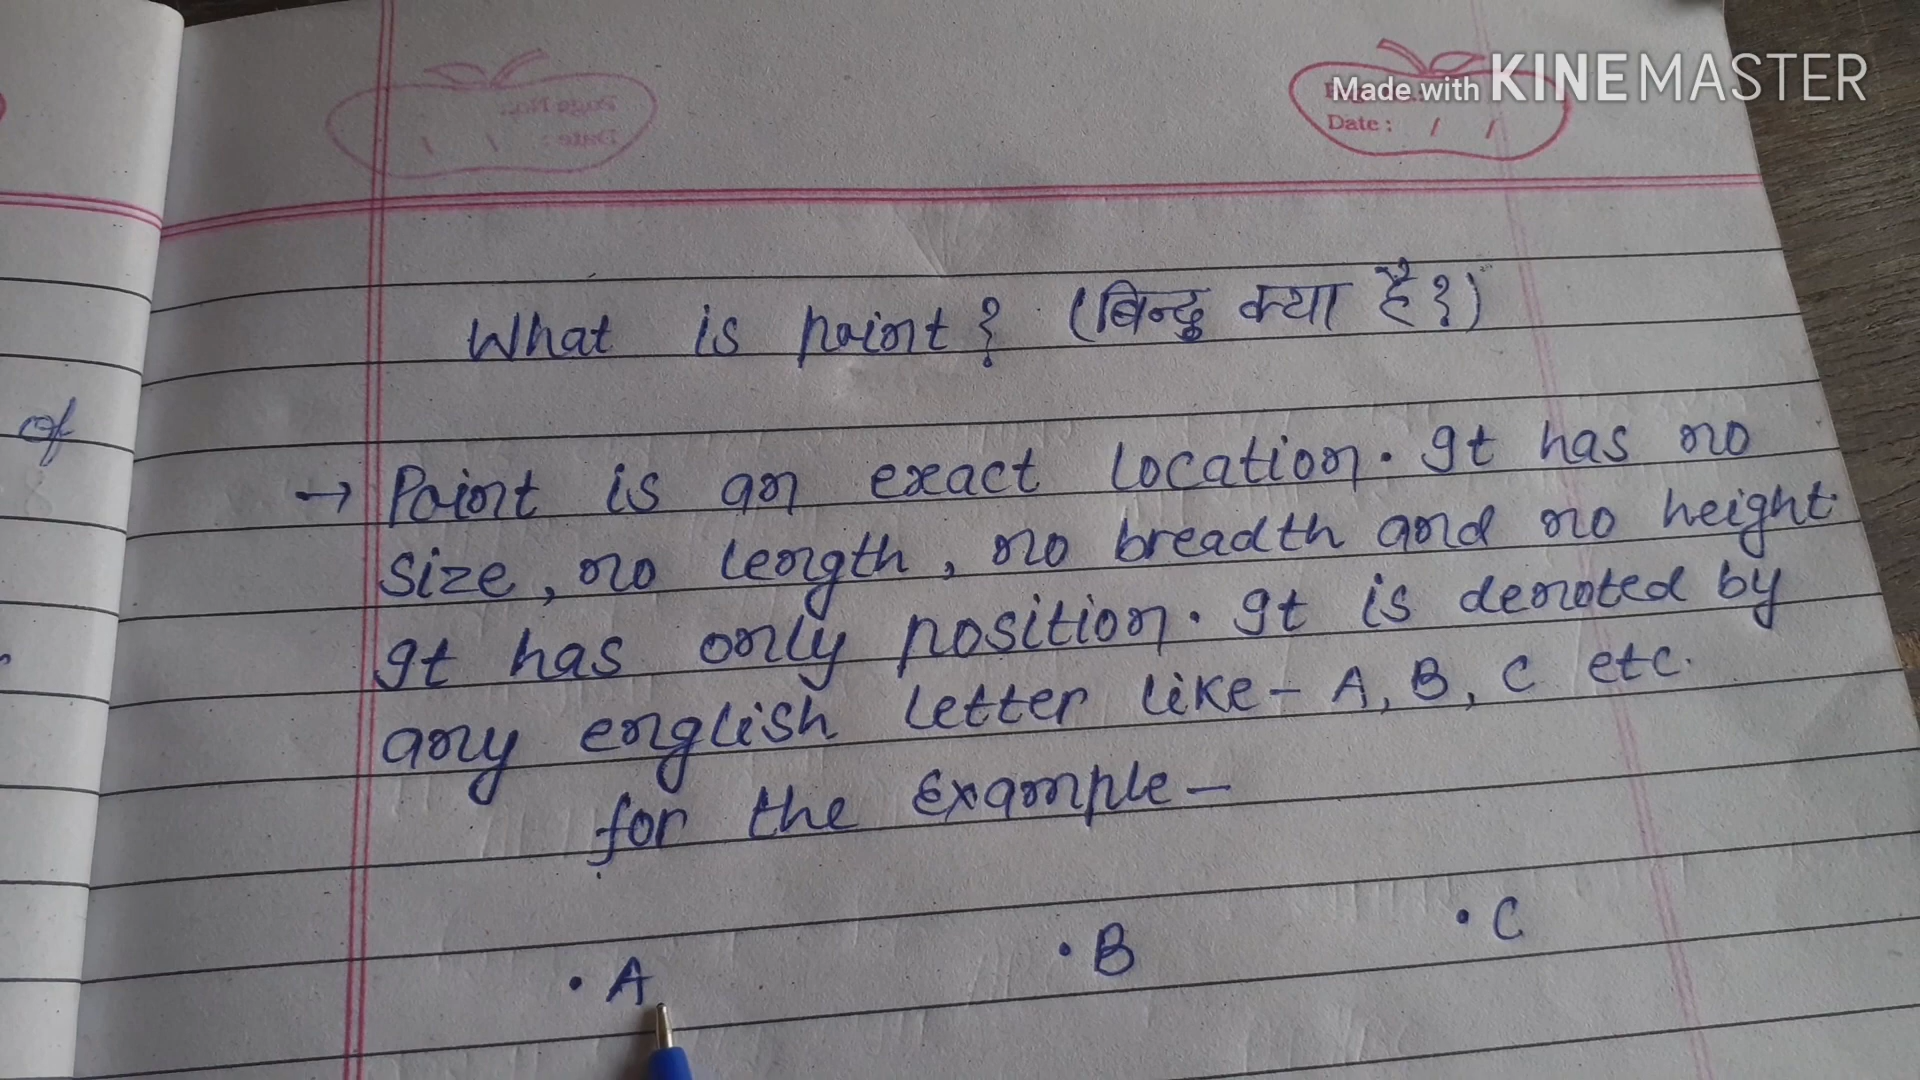 Made with KINEMASTER
Date : / /
What is point? (बिन्दु क्या है?)
of
→ Point is an exact location. It has no
size, no length, no breadth and no height.
It has only position. It is denoted by
any english letter like - A, B, C etc.
for the example -
• A • B • C